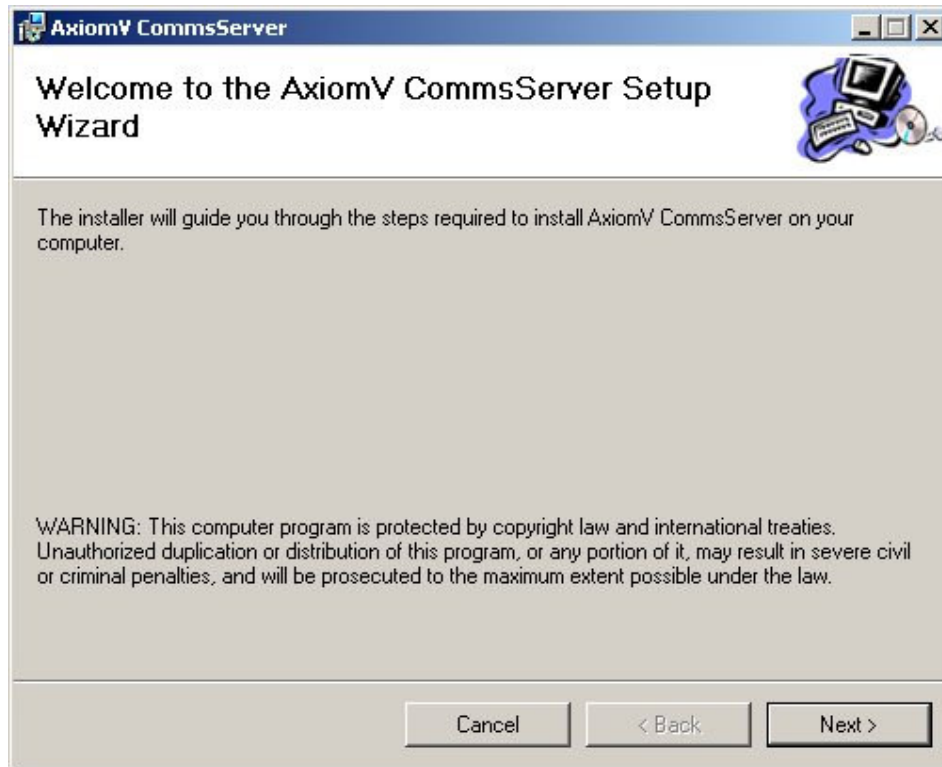 AxiomV CommsServer
Welcome to the AxiomV CommsServer Setup
Wizard
The installer will guide you through the steps required to install AxiomV CommsServer on your
computer.
WARNING: This computer program is protected by copyright law and international treaties.
Unauthorized duplication or distribution of this program, or any portion of it, may result in severe civil
or criminal penalties, and will be prosecuted to the maximum extent possible under the law.
Cancel
< Back
Next >